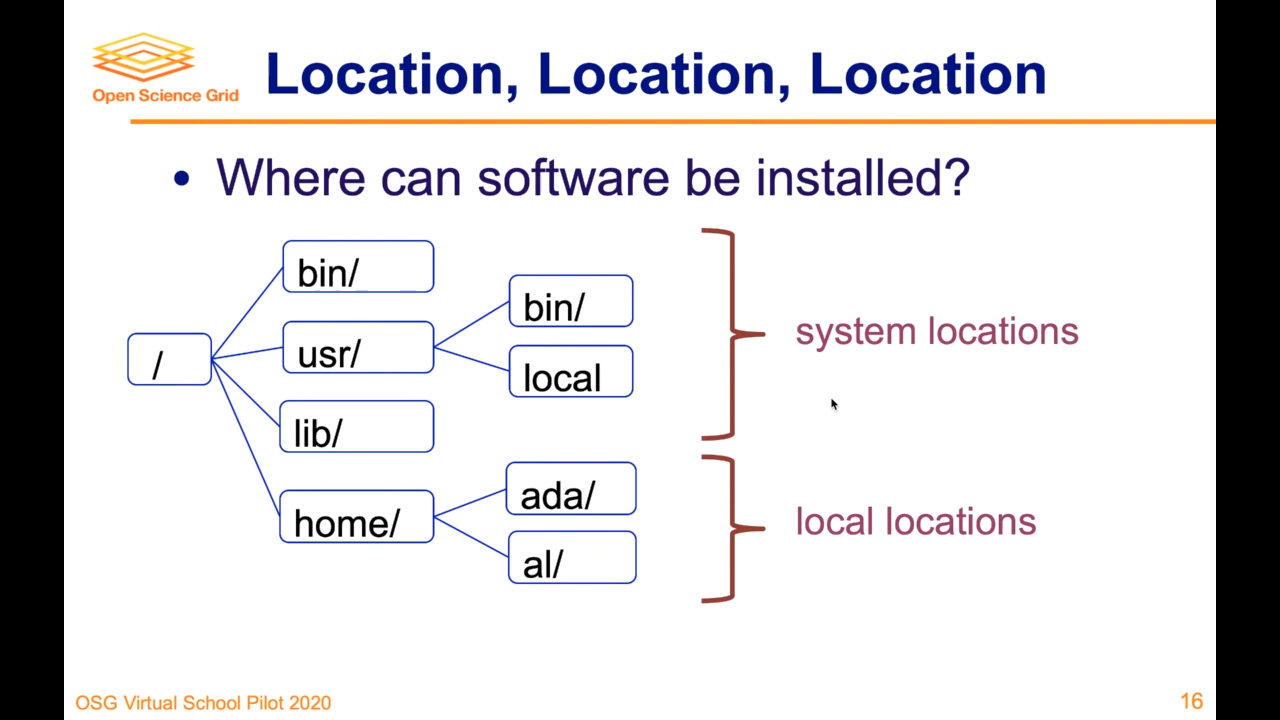 Open Science Grid
Location, Location, Location
• Where can software be installed?
/
bin/
usr/
lib/
home/
bin/
local
ada/
al/
system locations
local locations
OSG Virtual School Pilot 2020
16